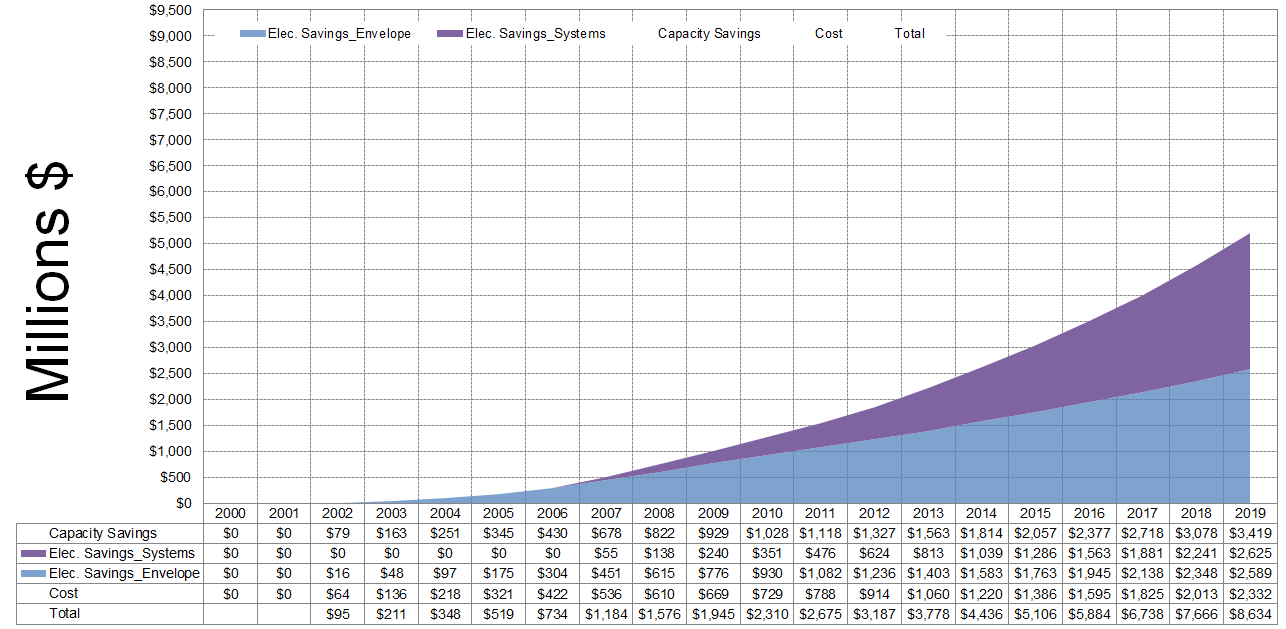 $9,500
$9,000
$8,500
$8,000
$7,500
$7,000
$6,500
$6,000
$5,500
$5,000
$4,500
$4,000
$3,500
$3,000
$2,500
$2,000
$1,500
$1,000
$500
$0
Millions $
Elec. Savings_Envelope Elec. Savings_Systems Capacity Savings Cost Total
2000 2001 2002 2003 2004 2005 2006 2007 2008 2009 2010 2011 2012 2013 2014 2015 2016 2017 2018 2019
Capacity Savings $0 $0 $79 $163 $251 $345 $430 $678 $822 $929 $1,028 $1,118 $1,327 $1,563 $1,814 $2,057 $2,377 $2,718 $3,078 $3,419
Elec. Savings_Systems $0 $0 $0 $0 $0 $0 $0 $55 $138 $240 $351 $476 $624 $813 $1,039 $1,286 $1,563 $1,881 $2,241 $2,625
Elec. Savings_Envelope $0 $0 $16 $48 $97 $175 $304 $451 $615 $776 $930 $1,082 $1,236 $1,403 $1,583 $1,763 $1,945 $2,138 $2,348 $2,589
Cost $0 $0 $64 $136 $218 $321 $422 $536 $610 $669 $729 $788 $914 $1,060 $1,220 $1,386 $1,595 $1,825 $2,013 $2,332
Total $95 $211 $348 $519 $734 $1,184 $1,576 $1,945 $2,310 $2,675 $3,187 $3,778 $4,436 $5,106 $5,884 $6,738 $7,666 $8,634